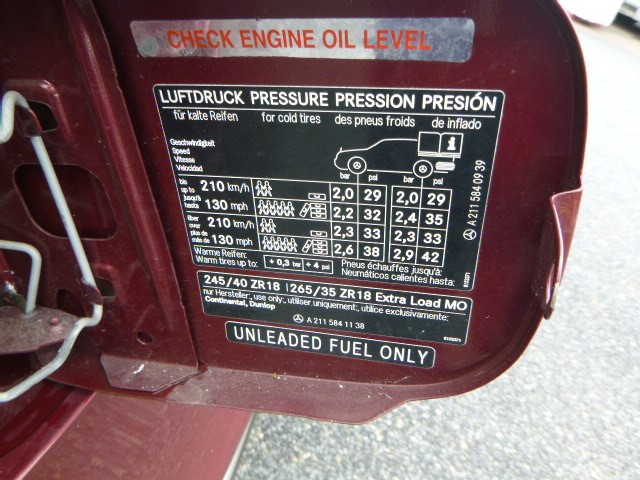 CHECK ENGINE OIL LEVEL
LUFTDRUCK PRESSURE PRESSION PRESIÓN
für kalte Reifen for cold tires des pneus froids de inflado
Geschwindigkeit
Speed
Vitesse
Velocidad
bar psi bar psi
bis
up to
jusqu'à
hasta
210 km/h
130 mph
2,0 29 2,0 29
2,2 32 2,4 35
über
over
plus de
más de
210 km/h
130 mph
2,3 33 2,3 33
2,6 38 2,9 42
Warme Reifen:
Warm tires up to:
+ 0,3 bar + 4 psi
Pneus échauffes jusqu'à:
Neumáticos calientes hasta:
A 211 584 09 39
245/40 ZR18 265/35 ZR18 Extra Load MO
nur Hersteller; use only; utiliser uniquement; utilice exclusivamente:
Continental, Dunlop
A 211 584 11 38
UNLEADED FUEL ONLY